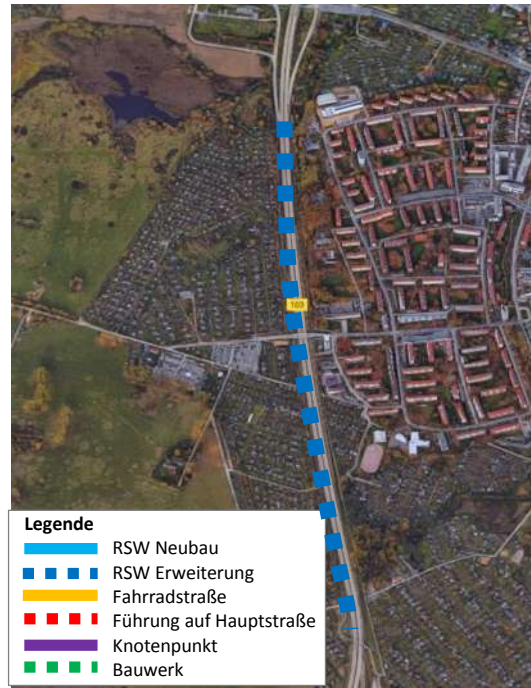 103
Legende
RSW Neubau
RSW Erweiterung
Fahrradstraße
Führung auf Hauptstraße
Knotenpunkt
Bauwerk